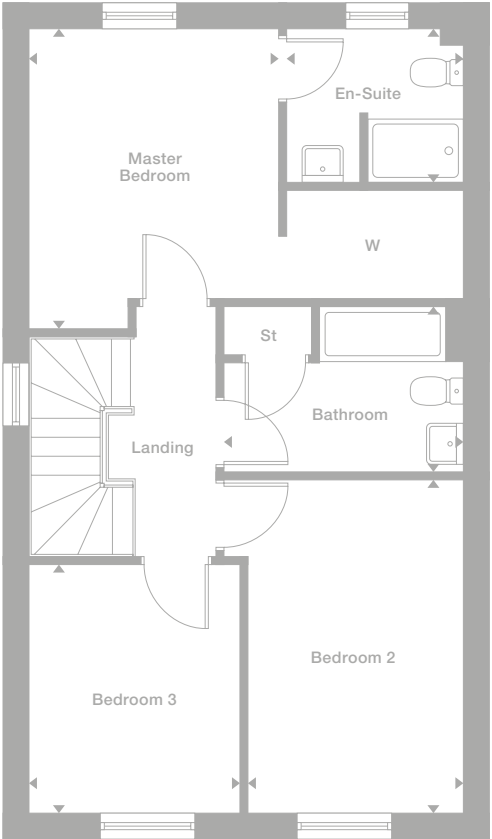 En-Suite
Master
Bedroom
W
St
Bathroom
Landing
Bedroom 2
Bedroom 3